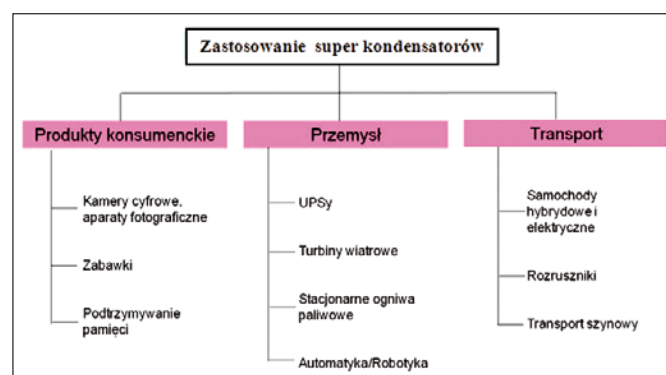 Zastosowanie super kondensatorów
Produkty konsumenckie
Kamery cyfrowe,
aparaty fotograficzne
Zabawki
Podtrzymywanie
pamięci
Przemysł
UPSy
Turbiny wiatrowe
Stacjonarne ogniwa
paliwowe
Automatyka/Robotyka
Transport
Samochody
hybrydowe i
elektryczne
Rozruszniki
Transport szynowy